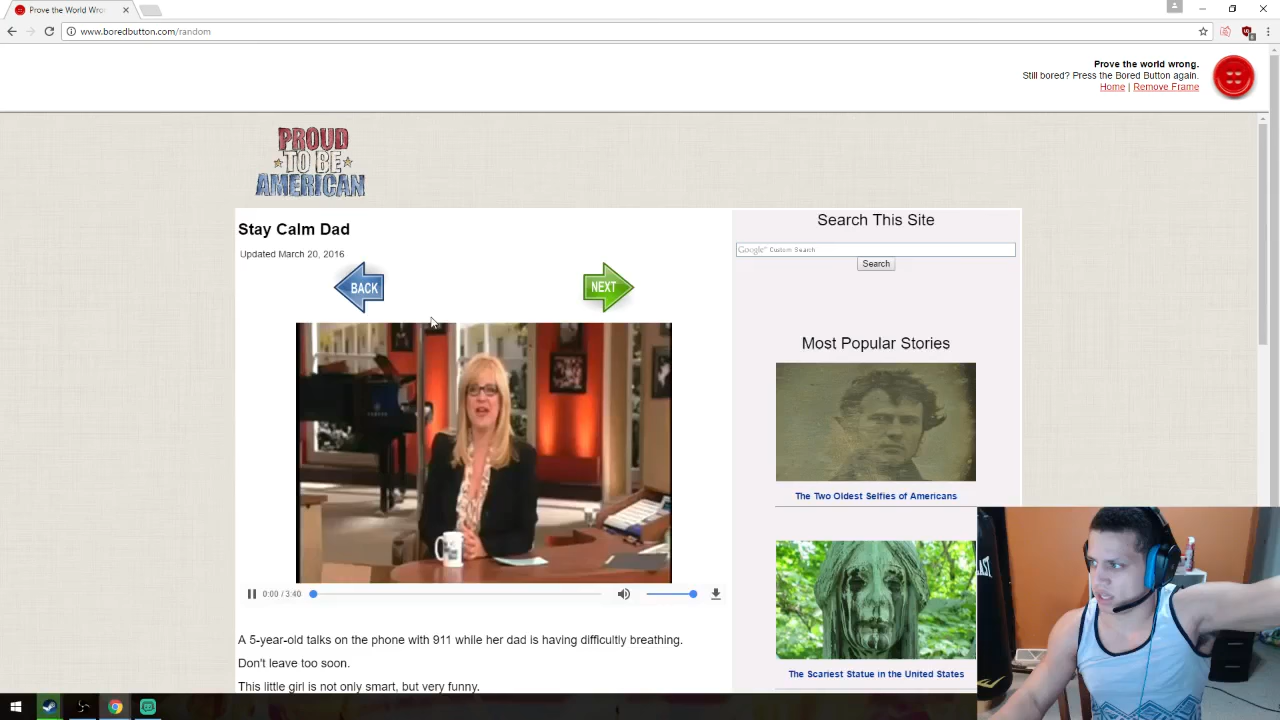 Prove the World Wro
www.boredbutton.com/random
Prove the world wrong.
Still bored? Press the Bored Button again.
Home | Remove Frame
PROUD
TO BE
AMERICAN
Stay Calm Dad
Updated March 20, 2016
BACK
NEXT
0:00 / 3:40
A 5-year-old talks on the phone with 911 while her dad is having difficultly breathing.
Don't leave too soon.
This little girl is not only smart, but very funny.
Search This Site
Google™ Custom Search
Search
Most Popular Stories
The Two Oldest Selfies of Americans
The Scariest Statue in the United States